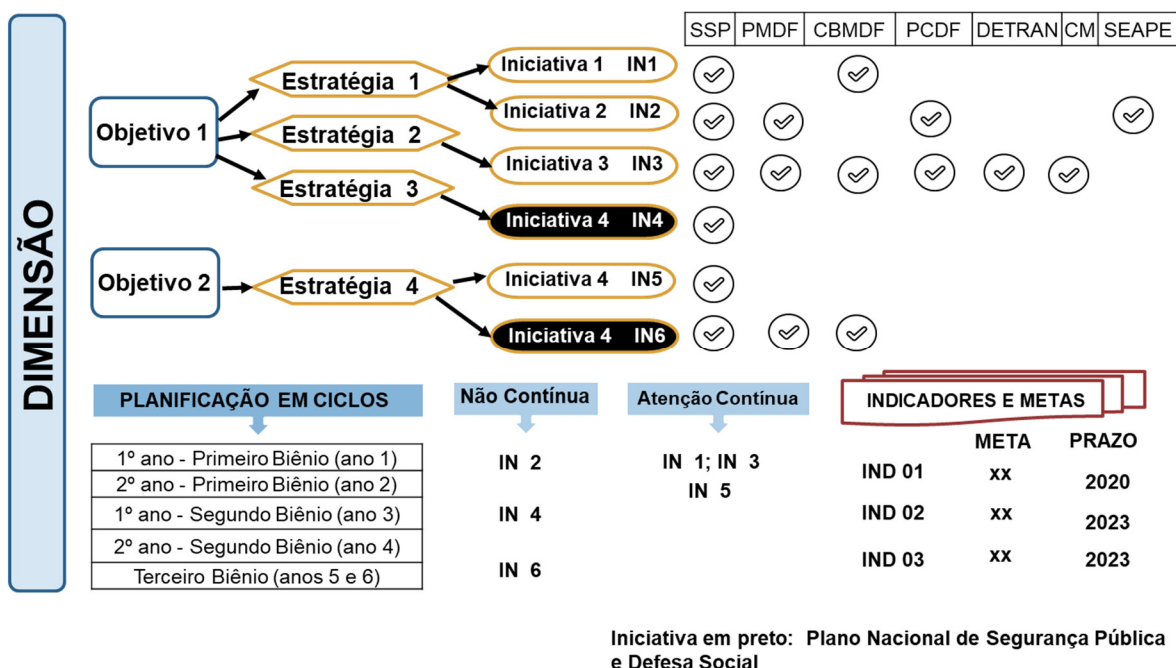 DIMENSÃO
SSP PMDF CBMDF PCDF DETRAN CM SEAPE
Objetivo 1
Estratégia 1
Estratégia 2
Estratégia 3
Iniciativa 1 IN1
Iniciativa 2 IN2
Iniciativa 3 IN3
Iniciativa 4 IN4
Objetivo 2
Estratégia 4
Iniciativa 4 IN5
Iniciativa 4 IN6
PLANIFICAÇÃO EM CICLOS
1º ano - Primeiro Biênio (ano 1)
2º ano - Primeiro Biênio (ano 2)
1º ano - Segundo Biênio (ano 3)
2º ano - Segundo Biênio (ano 4)
Terceiro Biênio (anos 5 e 6)
Não Contínua
IN 2
IN 4
IN 6
Atenção Contínua
IN 1; IN 3
IN 5
INDICADORES E METAS
META PRAZO
IND 01 xx 2020
IND 02 xx 2023
IND 03 xx 2023
Iniciativa em preto: Plano Nacional de Segurança Pública
e Defesa Social